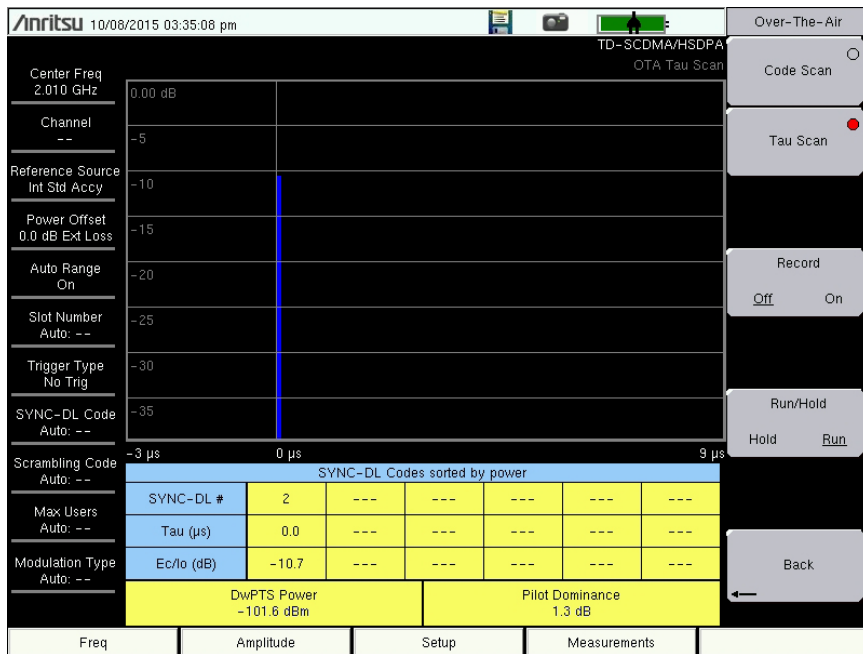 Anritsu 10/08/2015 03:35:08 pm
Over-The-Air
TD-SCDMA/HSDPA
OTA Tau Scan
Center Freq
2.010 GHz
Channel
--
Reference Source
Int Std Accy
Power Offset
0.0 dB Ext Loss
Auto Range
On
Slot Number
Auto: --
Trigger Type
No Trig
SYNC-DL Code
Auto: --
Scrambling Code
Auto: --
Max Users
Auto: --
Modulation Type
Auto: --
0.00 dB
-5
-10
-15
-20
-25
-30
-35
-3 µs 0 µs 9 µs
SYNC-DL Codes sorted by power
SYNC-DL # 2 --- --- --- --- ---
Tau (µs) 0.0 --- --- --- --- ---
Ec/Io (dB) -10.7 --- --- --- --- ---
DwPTS Power
-101.6 dBm
Pilot Dominance
1.3 dB
Code Scan
Tau Scan
Record
Off On
Run/Hold
Hold Run
Back
Freq Amplitude Setup Measurements